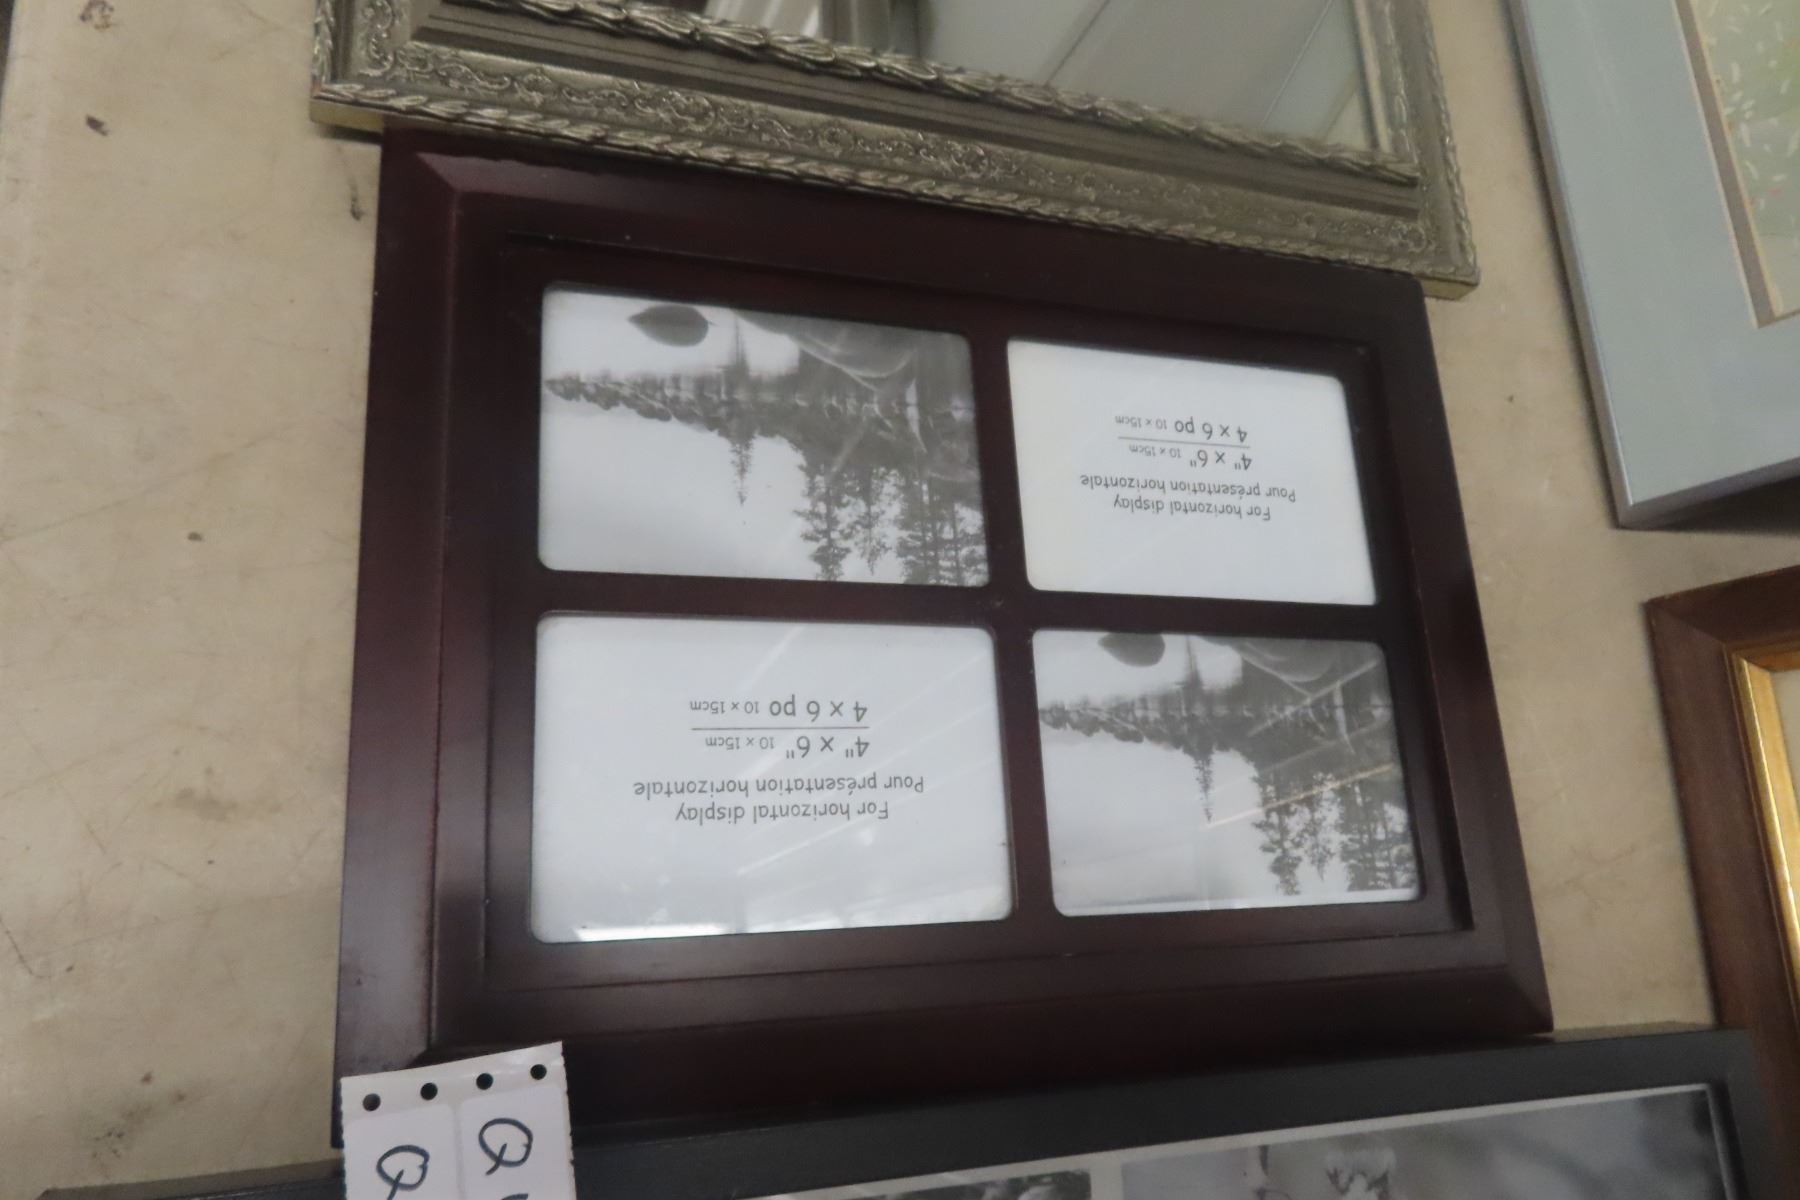 For horizontal display
Pour présentation horizontale
4" x 6" 10 x 15cm
4 x 6 po 10 x 15cm
For horizontal display
Pour présentation horizontale
4" x 6" 10 x 15cm
4 x 6 po 10 x 15cm
Q
Q